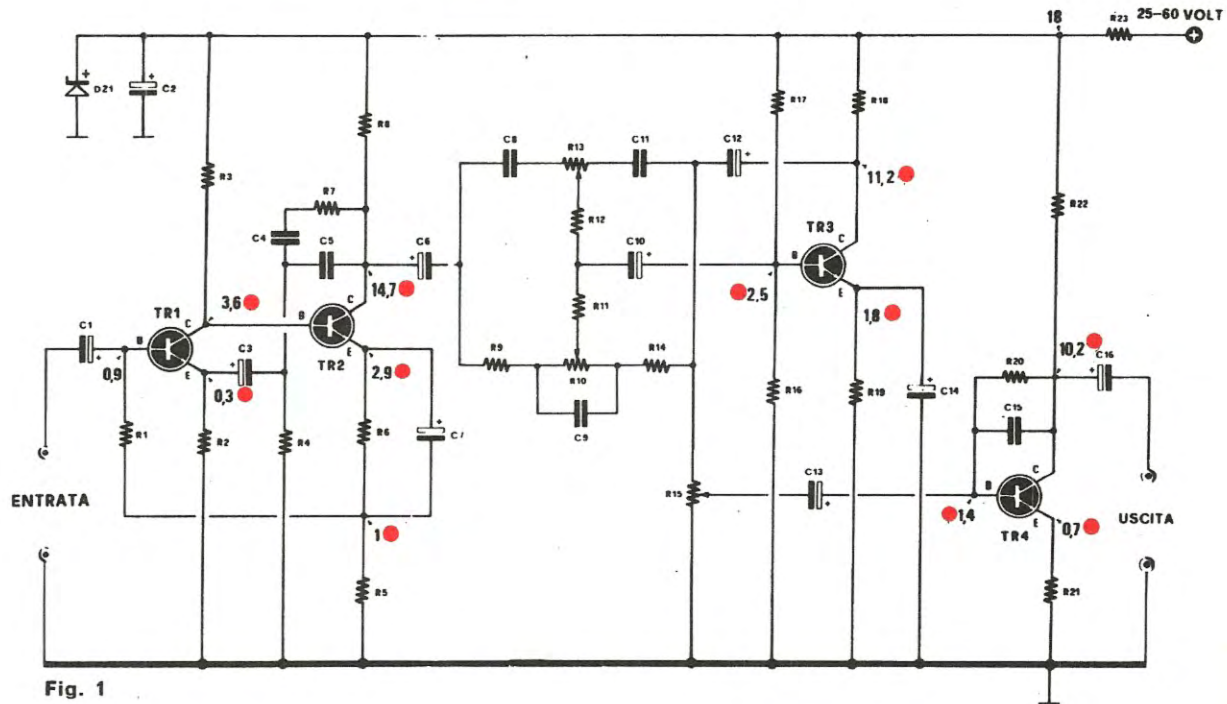 18
25-60 VOLT
R23
DZ1
C2
R3
R8
R17
R18
C8
R13
C11
C12
11,2
R7
R12
R22
C4
C5
C6
C10
TR3
C
B
E
3,6
14,7
2,5
1,8
C1
TR1
C
B
E
C3
B
C
E
TR2
R11
0,9
0,3
2,9
R9
R10
R14
10,2
C16
R20
R16
R19
C14
C9
R1
R2
R4
R6
C7
C15
ENTRATA
R15
C13
B
C
E
1,4
TR4
0,7
USCITA
1
R5
R21
Fig. 1